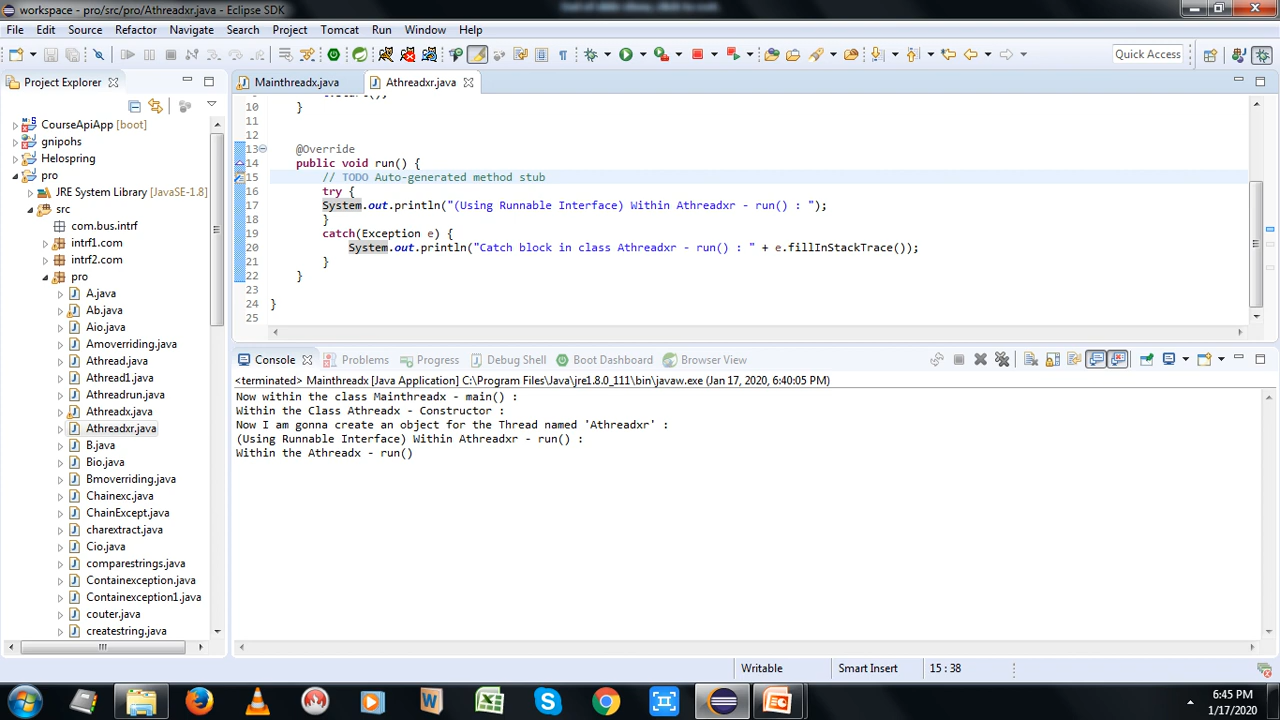 workspace - pro/src/pro/Athreadxr.java - Eclipse SDK
End of slide show, click to exit.
File Edit Source Refactor Navigate Search Project Tomcat Run Window Help
Quick Access
Project Explorer
Mainthreadx.java
Athreadxr.java
CourseApiApp [boot]
gnipohs
Helospring
pro
JRE System Library [JavaSE-1.8]
src
com.bus.intrf
intrf1.com
intrf2.com
pro
A.java
Ab.java
Aio.java
Amoverriding.java
Athread.java
Athread1.java
Athreadrun.java
Athreadx.java
Athreadxr.java
B.java
Bio.java
Bmoverriding.java
Chainexc.java
ChainExcept.java
charextract.java
Cio.java
comparestrings.java
Containexception.java
Containexception1.java
couter.java
createstring.java
10 }
11
12
13 @Override
14 public void run() {
15 // TODO Auto-generated method stub
16 try {
17 System.out.println("(Using Runnable Interface) Within Athreadxr - run() : ");
18 }
19 catch(Exception e) {
20 System.out.println("Catch block in class Athreadxr - run() : " + e.fillInStackTrace());
21 }
22 }
23
24 }
25
Console Problems Progress Debug Shell Boot Dashboard Browser View
<terminated> Mainthreadx [Java Application] C:\Program Files\Java\jre1.8.0_111\bin\javaw.exe (Jan 17, 2020, 6:40:05 PM)
Now within the class Mainthreadx - main() :
Within the Class Athreadx - Constructor :
Now I am gonna create an object for the Thread named 'Athreadxr' :
(Using Runnable Interface) Within Athreadxr - run() :
Within the Athreadx - run()
Writable Smart Insert 15 : 38
6:45 PM
1/17/2020